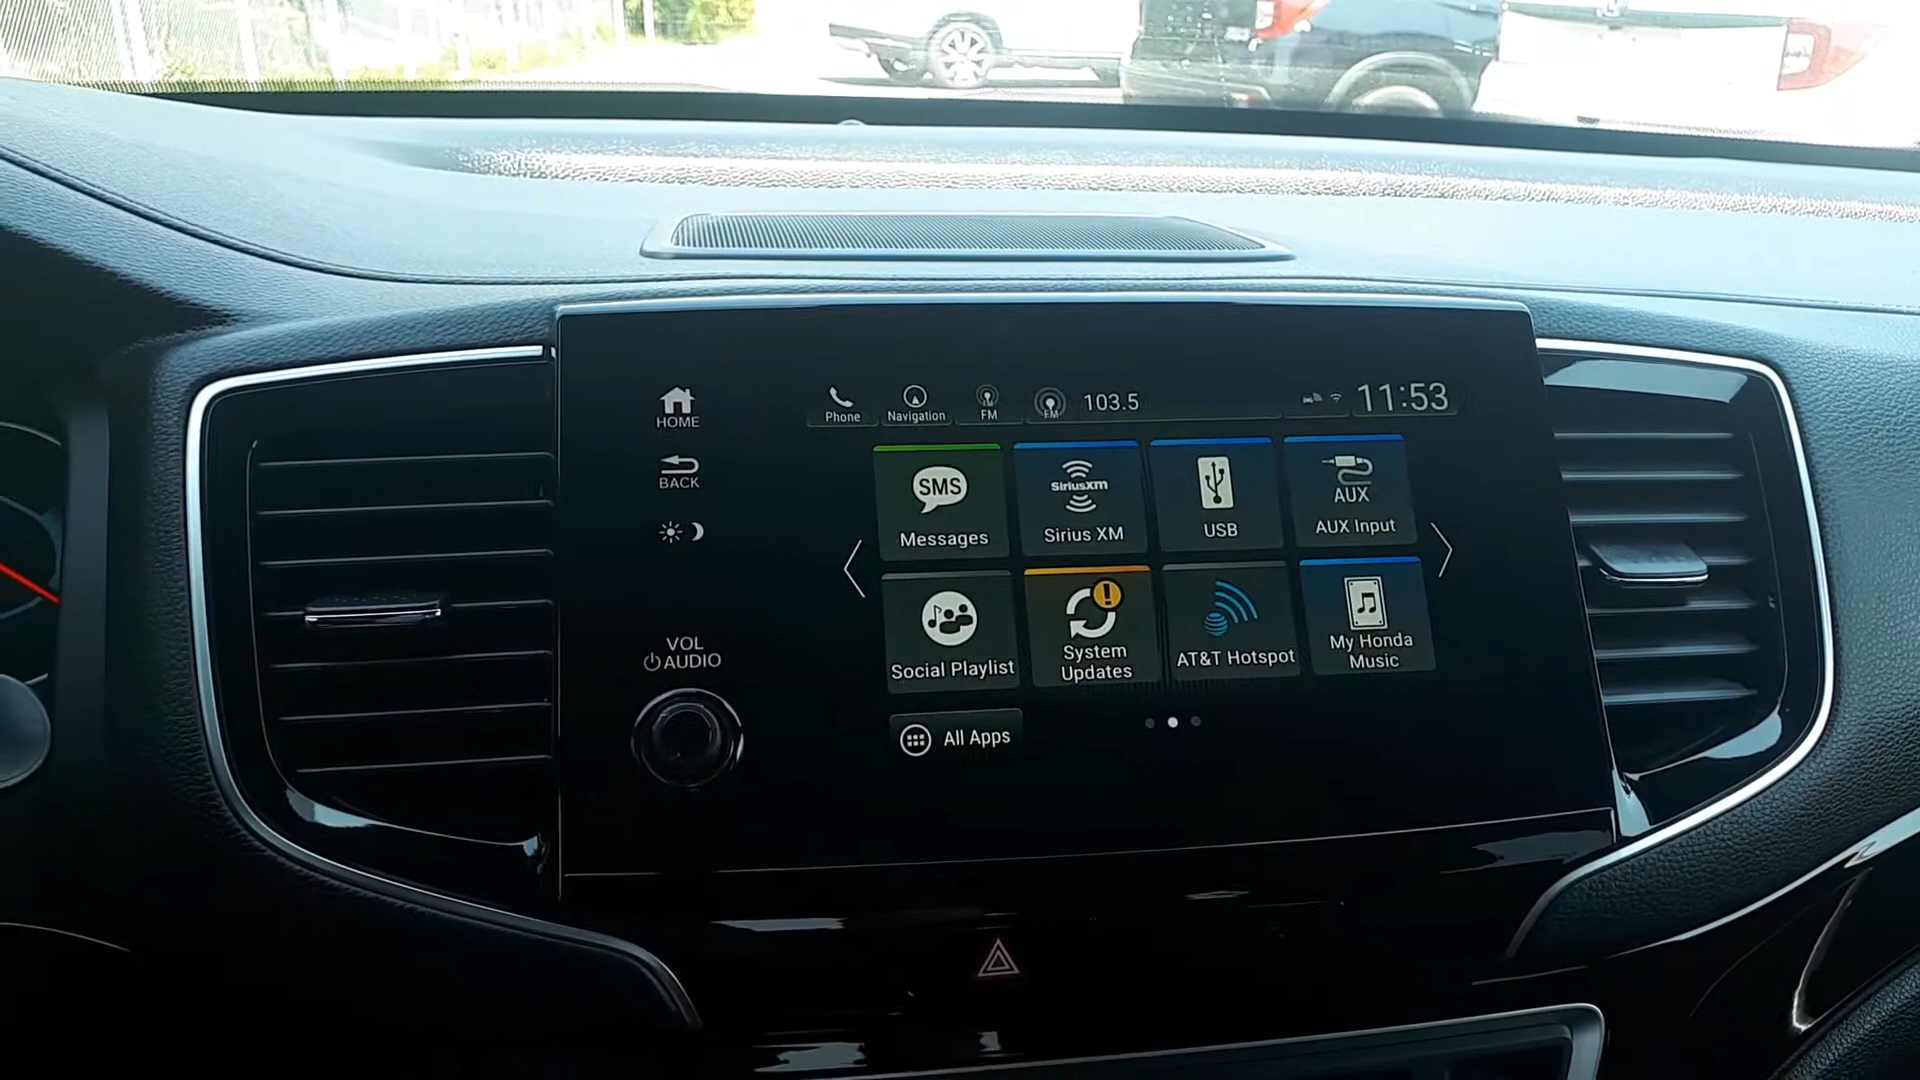 HOME
BACK
VOL
AUDIO
Phone
Navigation
FM
FM
FM
103.5
11:53
SMS
Messages
SiriusXM
Sirius XM
USB
AUX
AUX Input
Social Playlist
!
System
Updates
AT&T Hotspot
My Honda
Music
All Apps